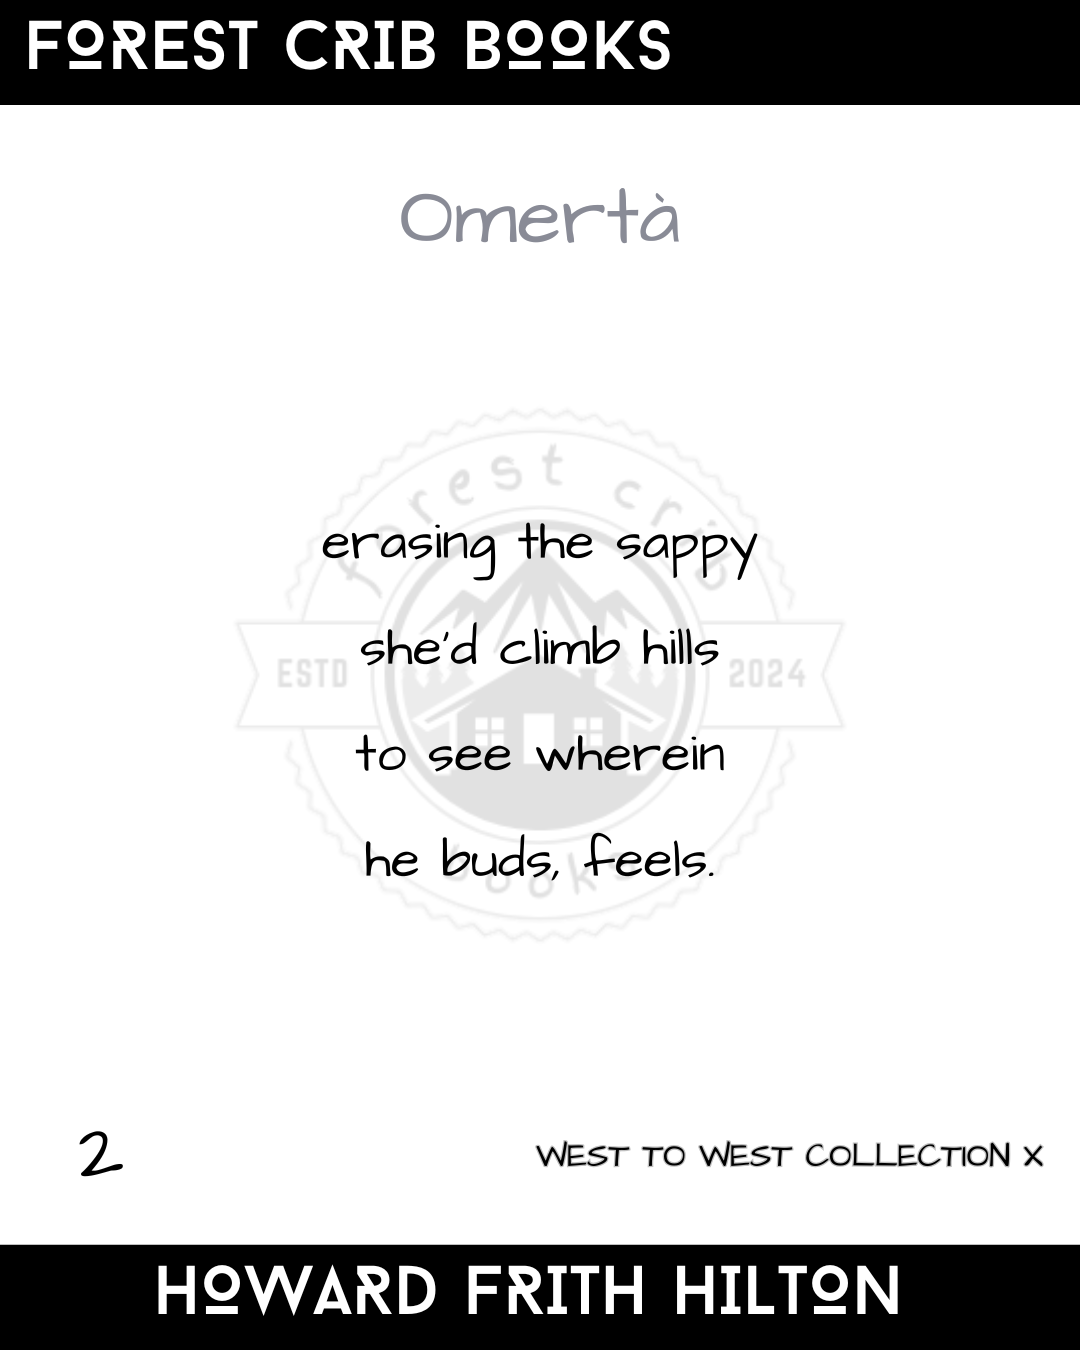 FOREST CRIB BOOKS
Omertà
forest crib
erasing the sappy
she'd climb hills
ESTD 2024
to see wherein
he buds, feels.
books
2
WEST TO WEST COLLECTION X
HOWARD FRITH HILTON